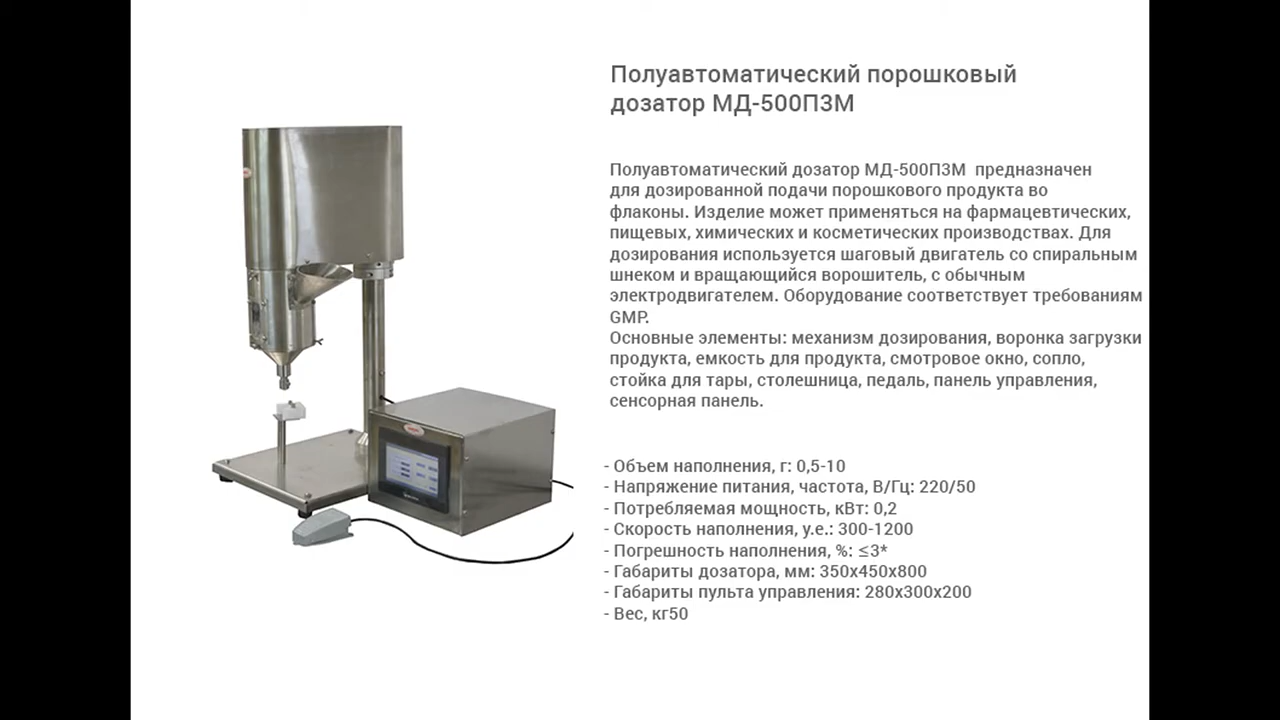 Полуавтоматический порошковый
дозатор МД-500П3М
Полуавтоматический дозатор МД-500П3М предназначен
для дозированной подачи порошкового продукта во
флаконы. Изделие может применяться на фармацевтических,
пищевых, химических и косметических производствах. Для
дозирования используется шаговый двигатель со спиральным
шнеком и вращающийся ворошитель, с обычным
электродвигателем. Оборудование соответствует требованиям
GMP.
Основные элементы: механизм дозирования, воронка загрузки
продукта, емкость для продукта, смотровое окно, сопло,
стойка для тары, столешница, педаль, панель управления,
сенсорная панель.
- Объем наполнения, г: 0,5-10
- Напряжение питания, частота, В/Гц: 220/50
- Потребляемая мощность, кВт: 0,2
- Скорость наполнения, у.е.: 300-1200
- Погрешность наполнения, %: ≤3*
- Габариты дозатора, мм: 350х450х800
- Габариты пульта управления: 280х300х200
- Вес, кг50